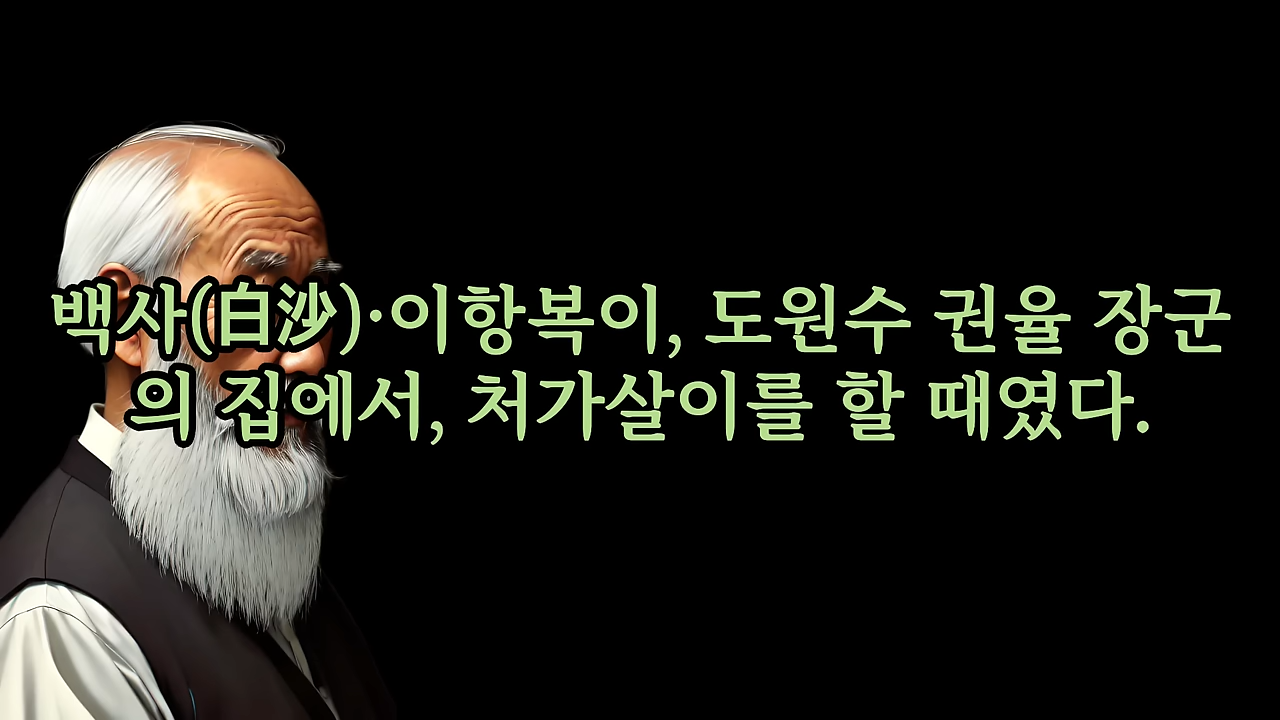 백사(白沙)·이항복이, 도원수 권율 장군
의 집에서, 처가살이를 할 때였다.